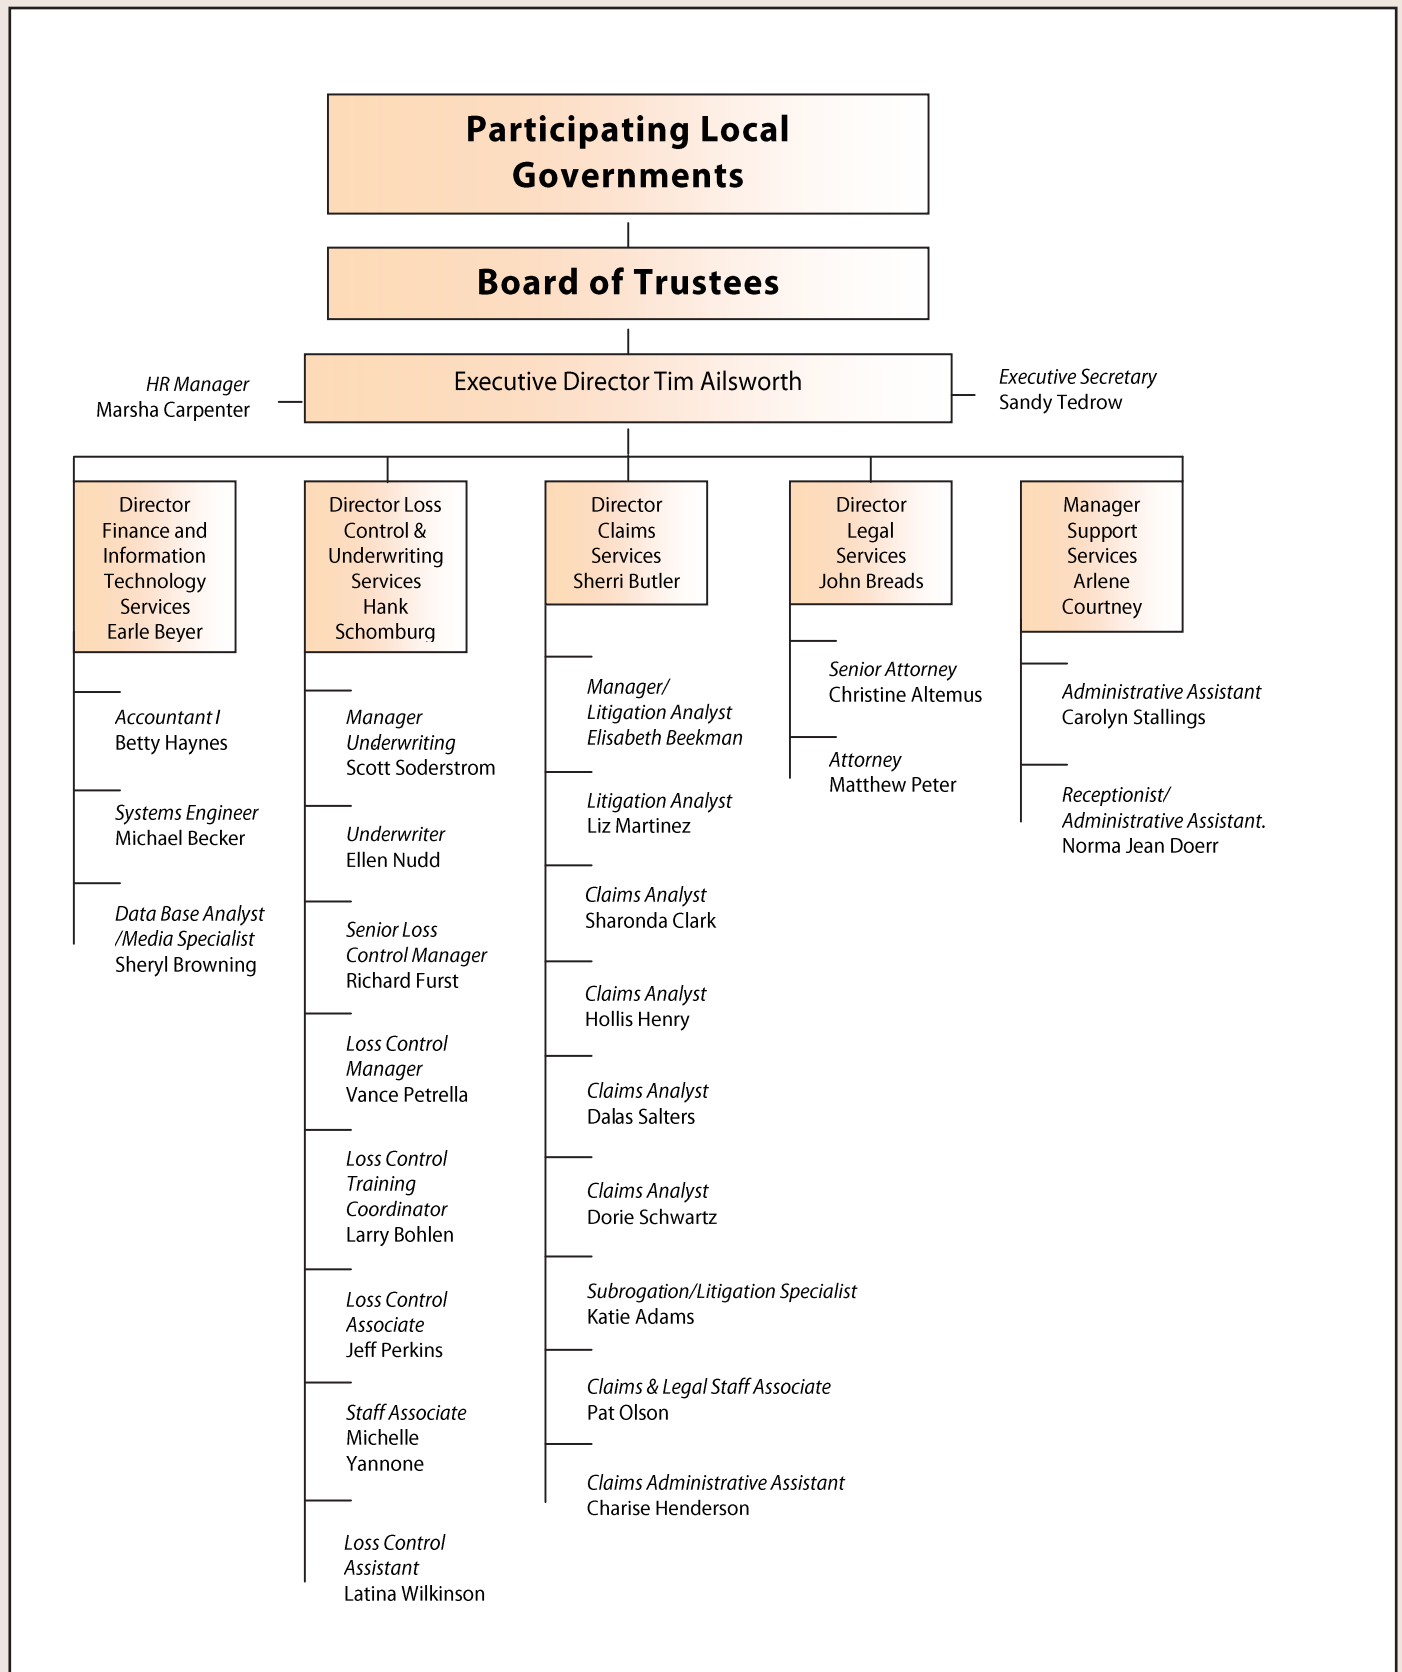 Participating Local
Governments
Board of Trustees
HR Manager
Marsha Carpenter
Executive Director Tim Ailsworth
Executive Secretary
Sandy Tedrow
Director
Finance and
Information
Technology
Services
Earle Beyer
Accountant I
Betty Haynes
Systems Engineer
Michael Becker
Data Base Analyst
/Media Specialist
Sheryl Browning
Director Loss
Control &
Underwriting
Services
Hank
Schomburg
Manager
Underwriting
Scott Soderstrom
Underwriter
Ellen Nudd
Senior Loss
Control Manager
Richard Furst
Loss Control
Manager
Vance Petrella
Loss Control
Training
Coordinator
Larry Bohlen
Loss Control
Associate
Jeff Perkins
Staff Associate
Michelle
Yannone
Loss Control
Assistant
Latina Wilkinson
Director
Claims
Services
Sherri Butler
Manager/
Litigation Analyst
Elisabeth Beekman
Litigation Analyst
Liz Martinez
Claims Analyst
Sharonda Clark
Claims Analyst
Hollis Henry
Claims Analyst
Dalas Salters
Claims Analyst
Dorie Schwartz
Subrogation/Litigation Specialist
Katie Adams
Claims & Legal Staff Associate
Pat Olson
Claims Administrative Assistant
Charise Henderson
Director
Legal
Services
John Breads
Senior Attorney
Christine Altemus
Attorney
Matthew Peter
Manager
Support
Services
Arlene
Courtney
Administrative Assistant
Carolyn Stallings
Receptionist/
Administrative Assistant.
Norma Jean Doerr